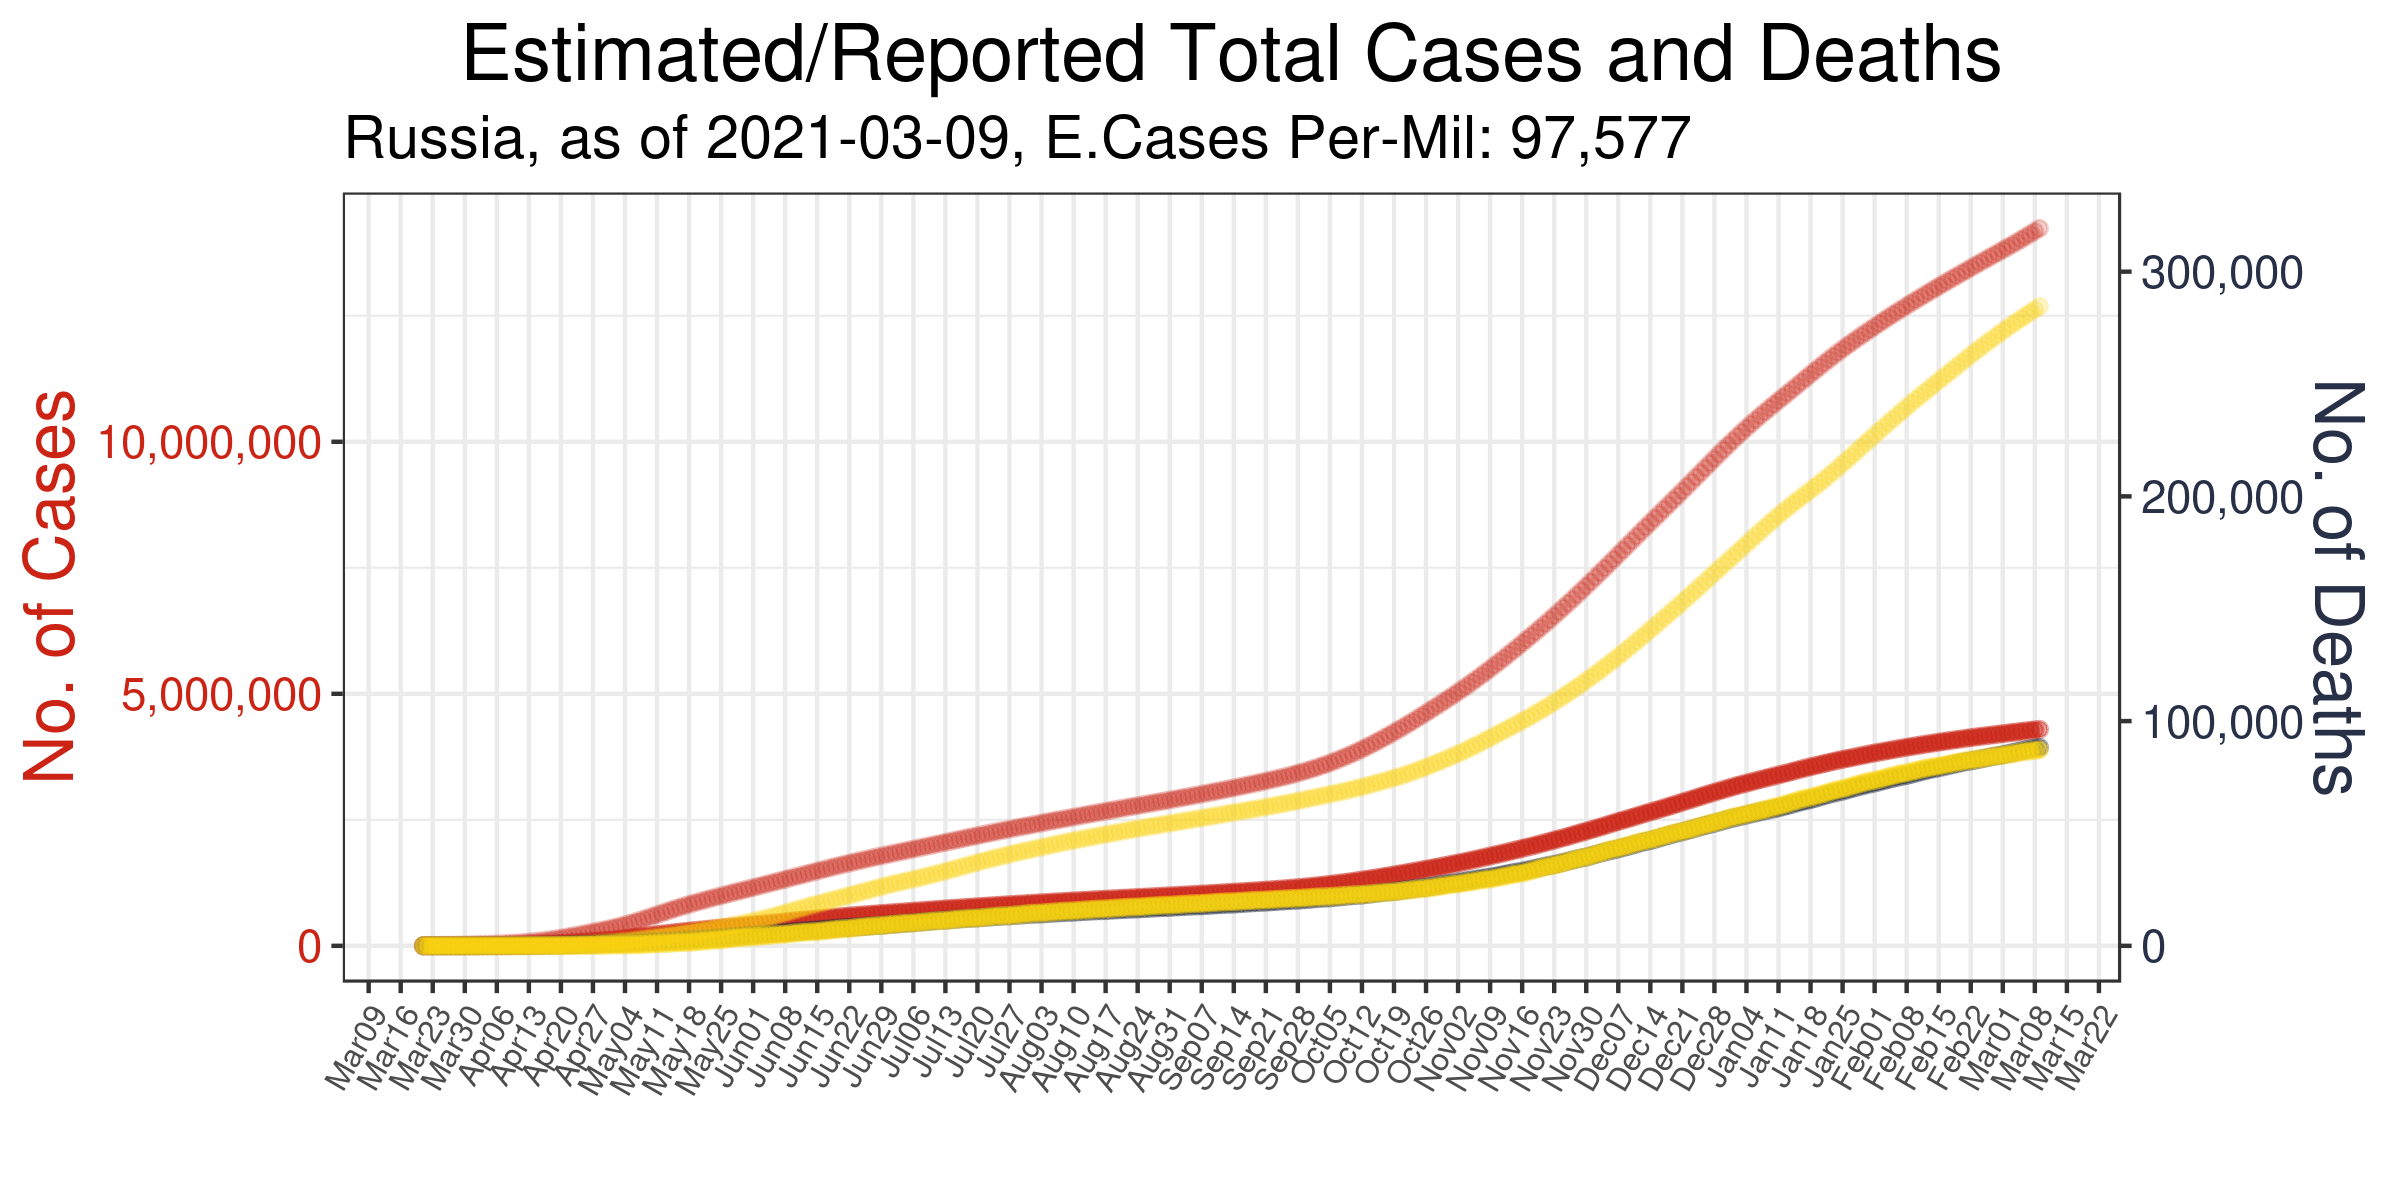 Estimated/Reported Total Cases and Deaths
Russia, as of 2021-03-09, E.Cases Per-Mil: 97,577
No. of Cases
10,000,000
5,000,000
0
300,000
200,000
100,000
0
No. of Deaths
Mar09
Mar16
Mar23
Mar30
Apr06
Apr13
Apr20
Apr27
May04
May11
May18
May25
Jun01
Jun08
Jun15
Jun22
Jun29
Jul06
Jul13
Jul20
Jul27
Aug03
Aug10
Aug17
Aug24
Aug31
Sep07
Sep14
Sep21
Sep28
Oct05
Oct12
Oct19
Oct26
Nov02
Nov09
Nov16
Nov23
Nov30
Dec07
Dec14
Dec21
Dec28
Jan04
Jan11
Jan18
Jan25
Feb01
Feb08
Feb15
Feb22
Mar01
Mar08
Mar15
Mar22